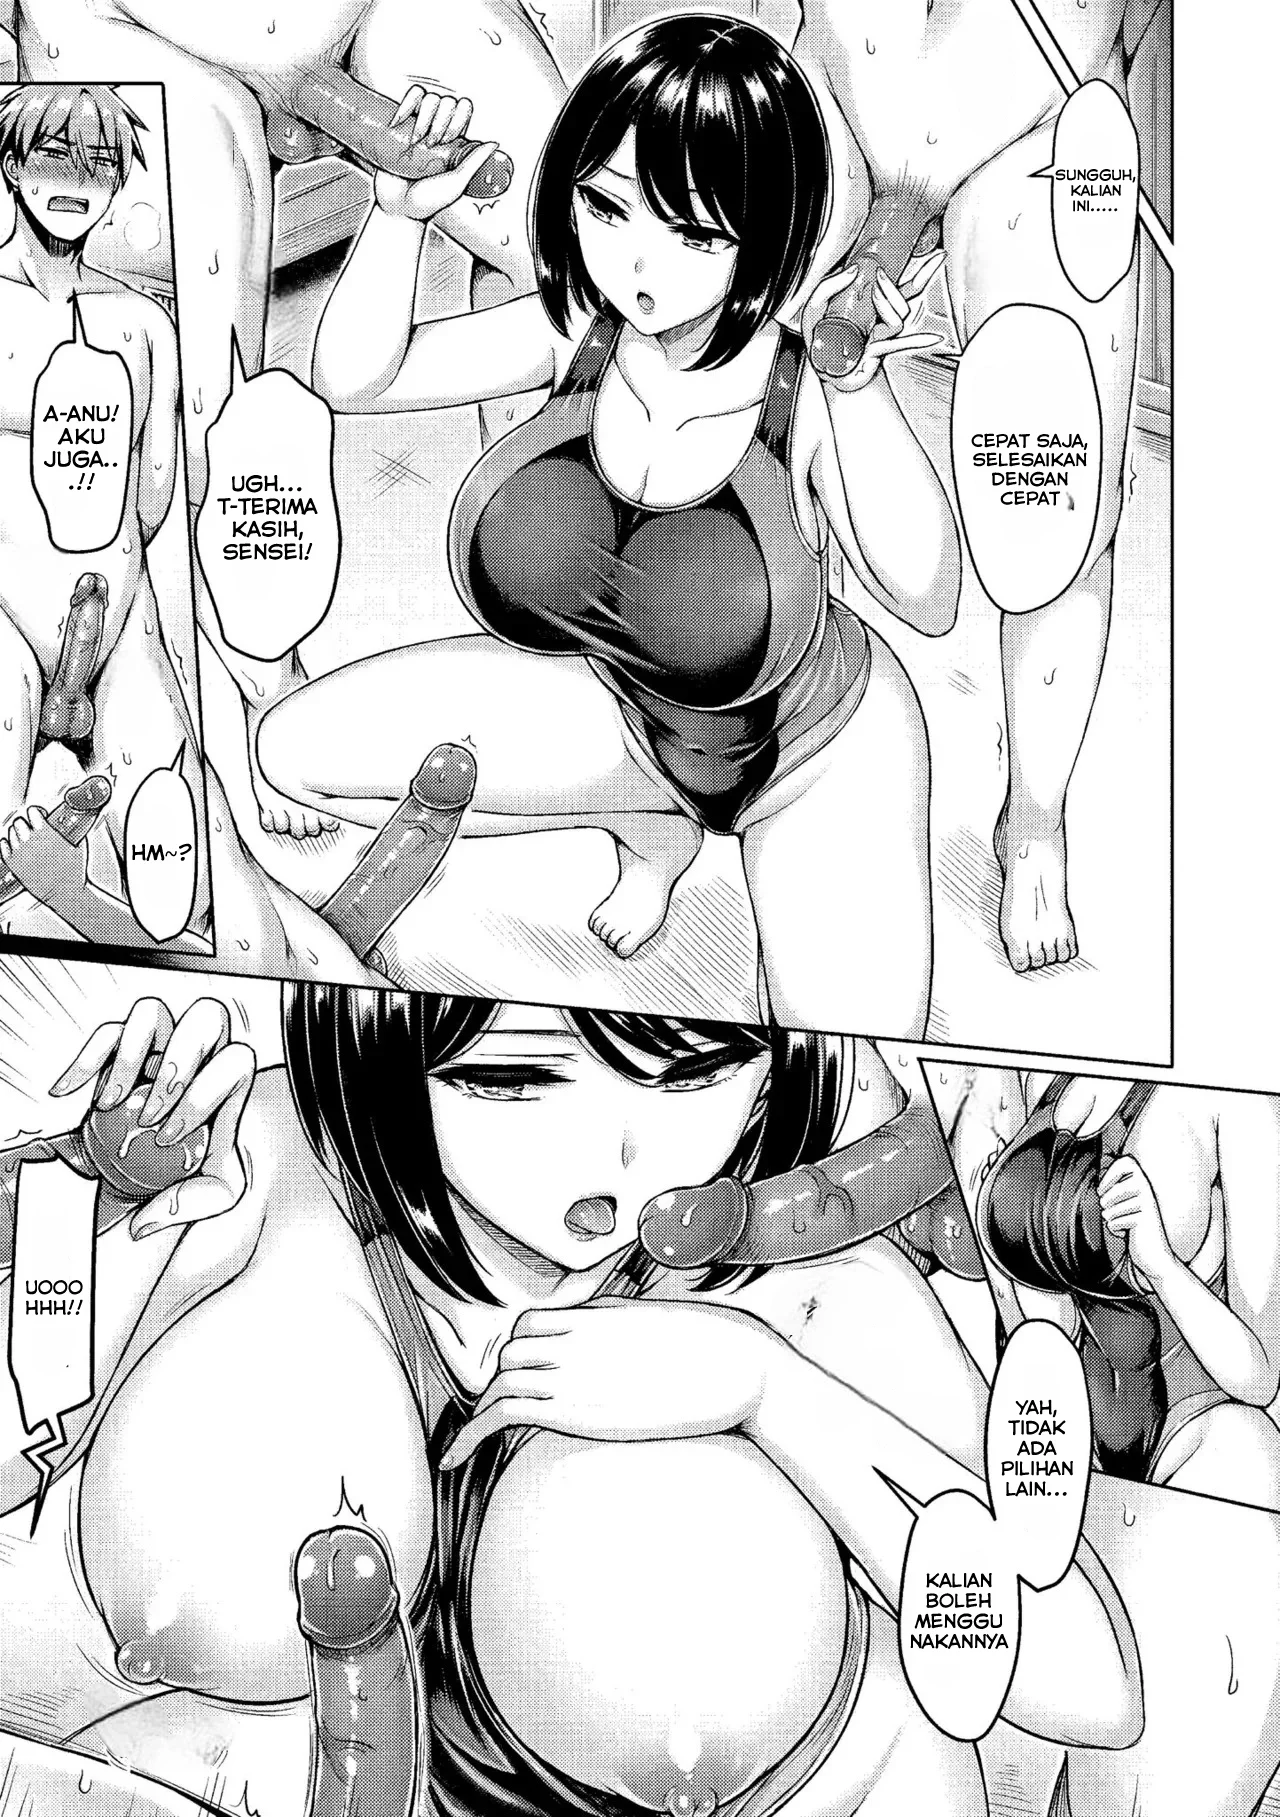 SUNGGUH,
KALIAN
INI.....
CEPAT SAJA,
SELESAIKAN
DENGAN
CEPAT
UGH...
T-TERIMA
KASIH,
SENSEI!
A-ANU!
AKU
JUGA..
.!!
HM~?
YAH,
TIDAK
ADA
PILIHAN
LAIN...
KALIAN
BOLEH
MENGGU
NAKANNYA
UOOO
HHH!!